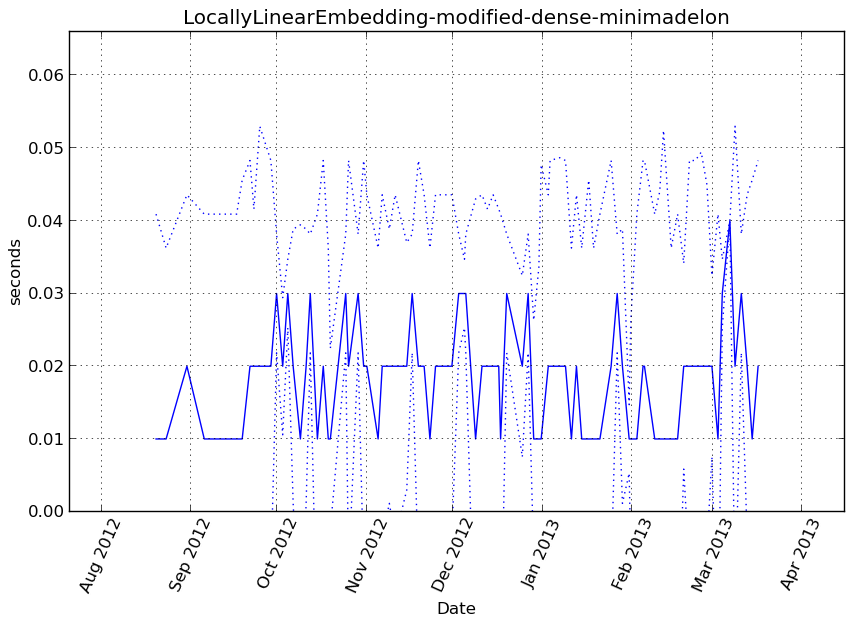 LocallyLinearEmbedding-modified-dense-minimadelon
0.06
0.05
0.04
0.03
0.02
0.01
0.00
seconds
Aug 2012
Sep 2012
Oct 2012
Nov 2012
Dec 2012
Jan 2013
Feb 2013
Mar 2013
Apr 2013
Date